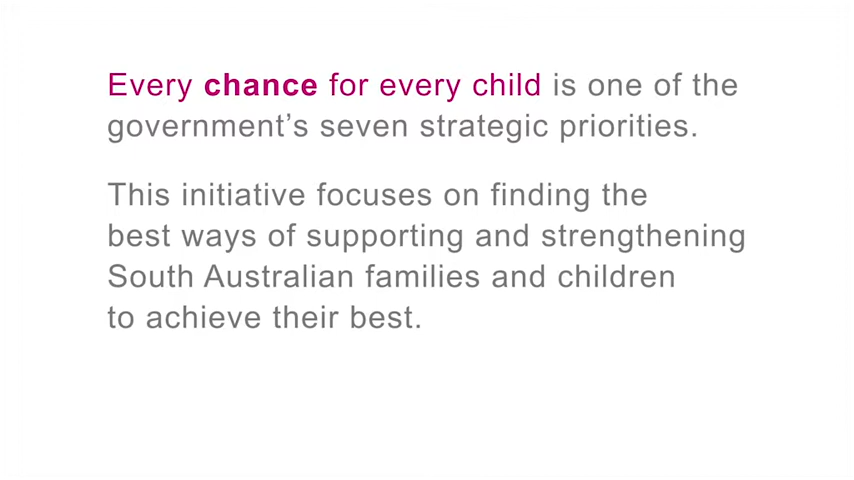 Every chance for every child is one of the
government’s seven strategic priorities.
This initiative focuses on finding the
best ways of supporting and strengthening
South Australian families and children
to achieve their best.